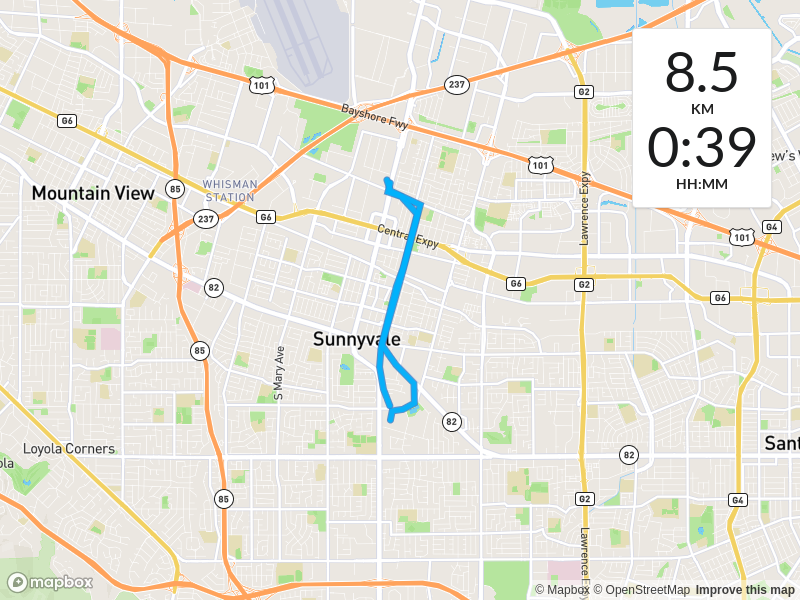 8.5
KM
0:39
HH:MM
237
G2
101
Bayshore Fwy
G6
101
ew's V
Mountain View
85
WHISMAN
STATION
237
G6
Central Expy
Lawrence Expy
G4
101
82
G6
G2
G6
Sunnyvale
85
S Mary Ave
82
Loyola Corners
ola
82
Santa
85
G2
G4
Lawrence E
mapbox
© Mapbox © OpenStreetMap Improve this map